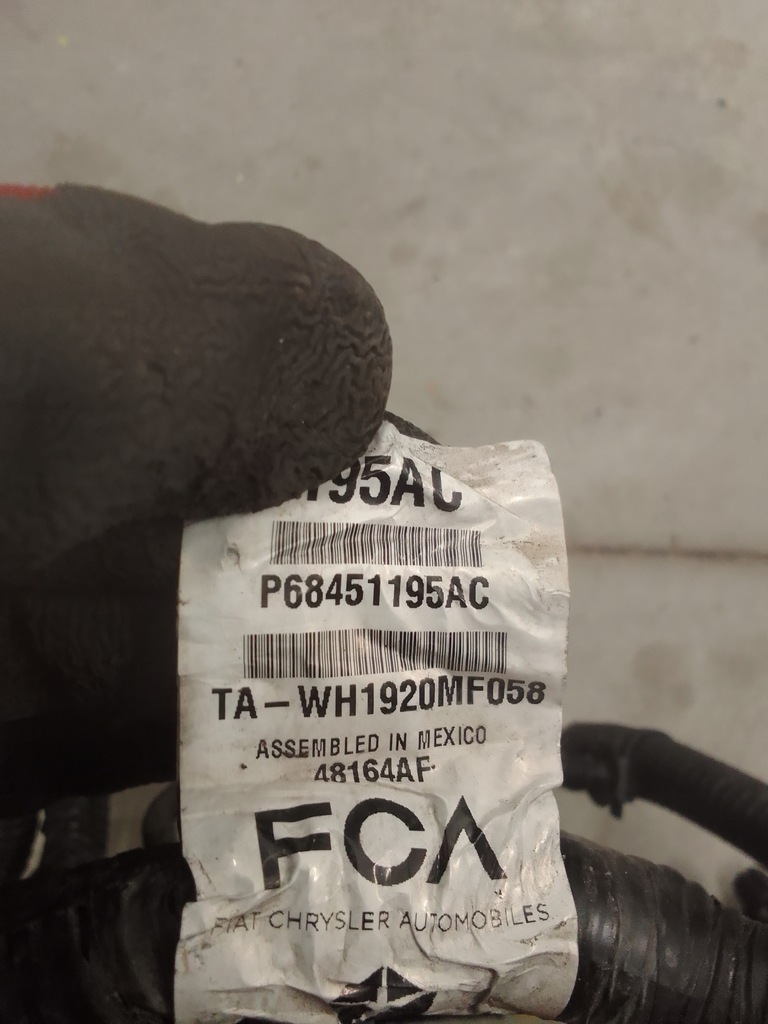 195AC
P68451195AC
TA-WH1920MF058
ASSEMBLED IN MEXICO
48164AF
FCA
FIAT CHRYSLER AUTOMOBILES